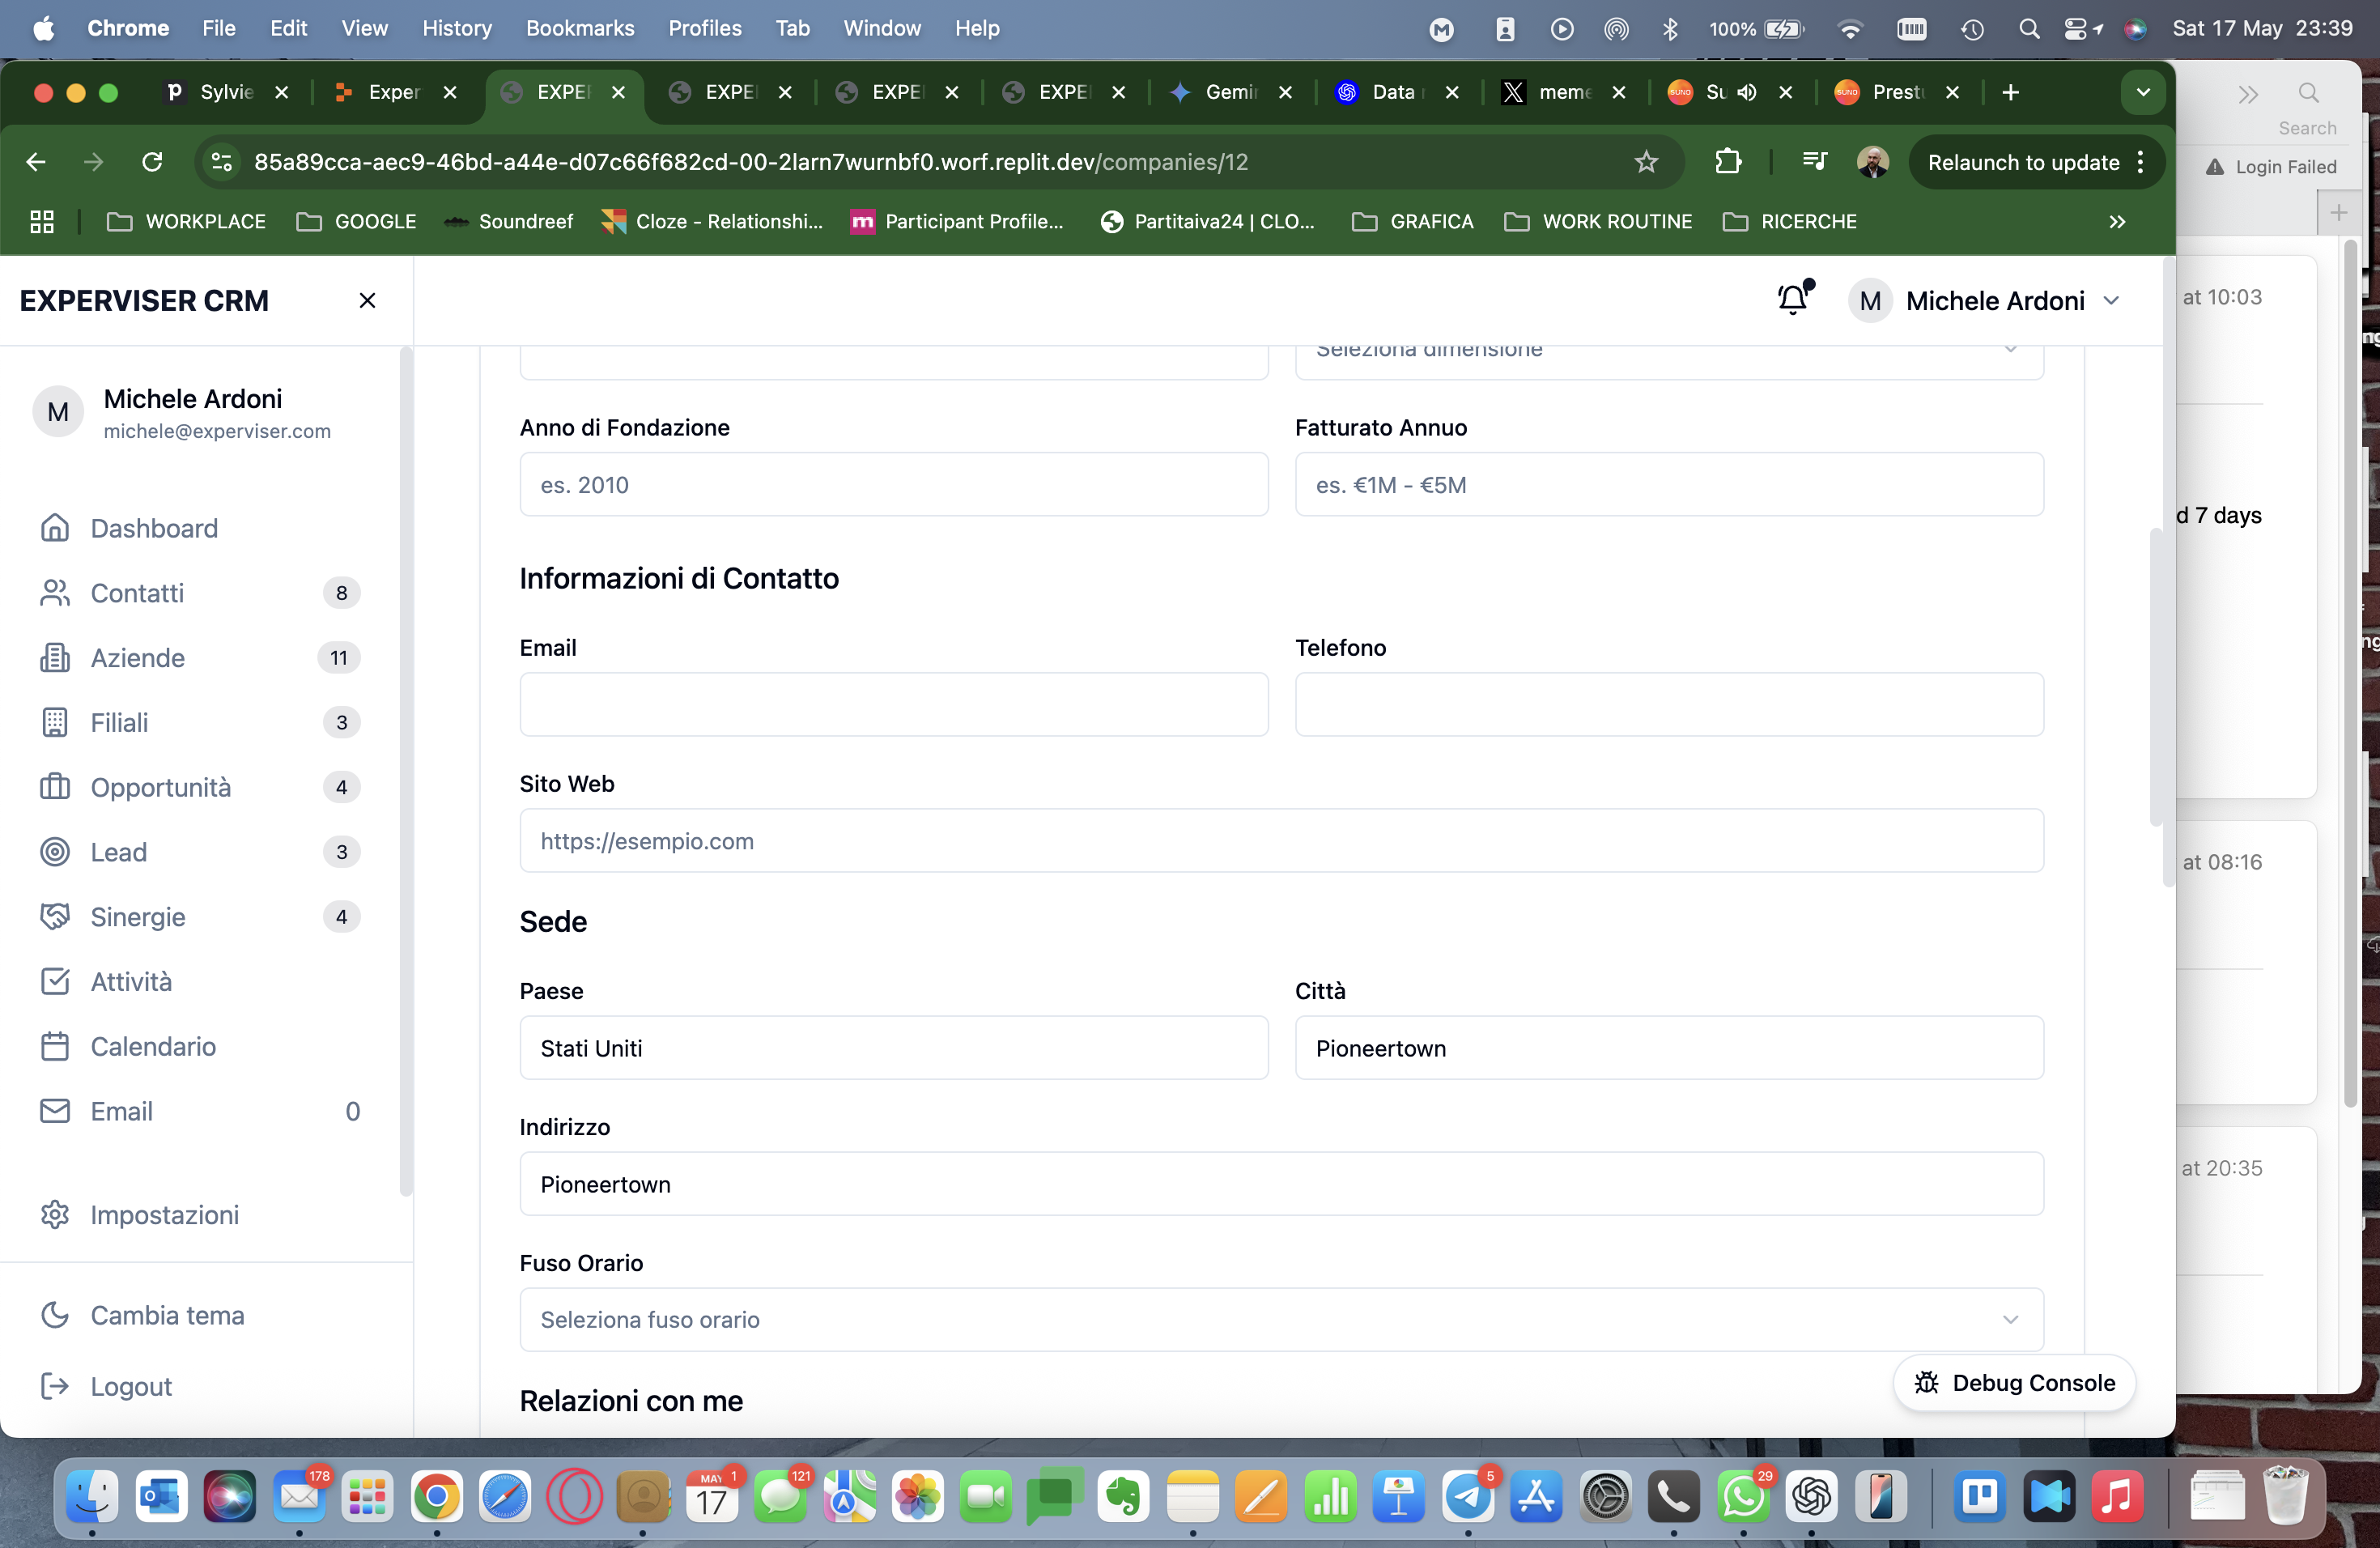 Chrome File Edit View History Bookmarks Profiles Tab Window Help 100% Sat 17 May 23:39
Sylvie Exper EXPE EXPE EXPE EXPE Gemi Data meme Su Prest
85a89cca-aec9-46bd-a44e-d07c66f682cd-00-2larn7wurnbf0.worf.replit.dev/companies/12 Relaunch to update
Search
Login Failed
WORKPLACE GOOGLE Soundreef Cloze - Relationshi... Participant Profile... Partitaiva24 | CLO... GRAFICA WORK ROUTINE RICERCHE
EXPERVISER CRM
M Michele Ardoni
at 10:03
M Michele Ardoni
michele@experviser.com
Dashboard
Contatti 8
Aziende 11
Filiali 3
Opportunità 4
Lead 3
Sinergie 4
Attività
Calendario
Email 0
Impostazioni
Cambia tema
Logout
Seleziona dimensione
Anno di Fondazione Fatturato Annuo
es. 2010 es. €1M - €5M
Informazioni di Contatto
Email Telefono
Sito Web
https://esempio.com
Sede
Paese Città
Stati Uniti Pioneertown
Indirizzo
Pioneertown
Fuso Orario
Seleziona fuso orario
Relazioni con me
Debug Console
d 7 days
at 08:16
at 20:35
178 MAY 17 1 121 5 29